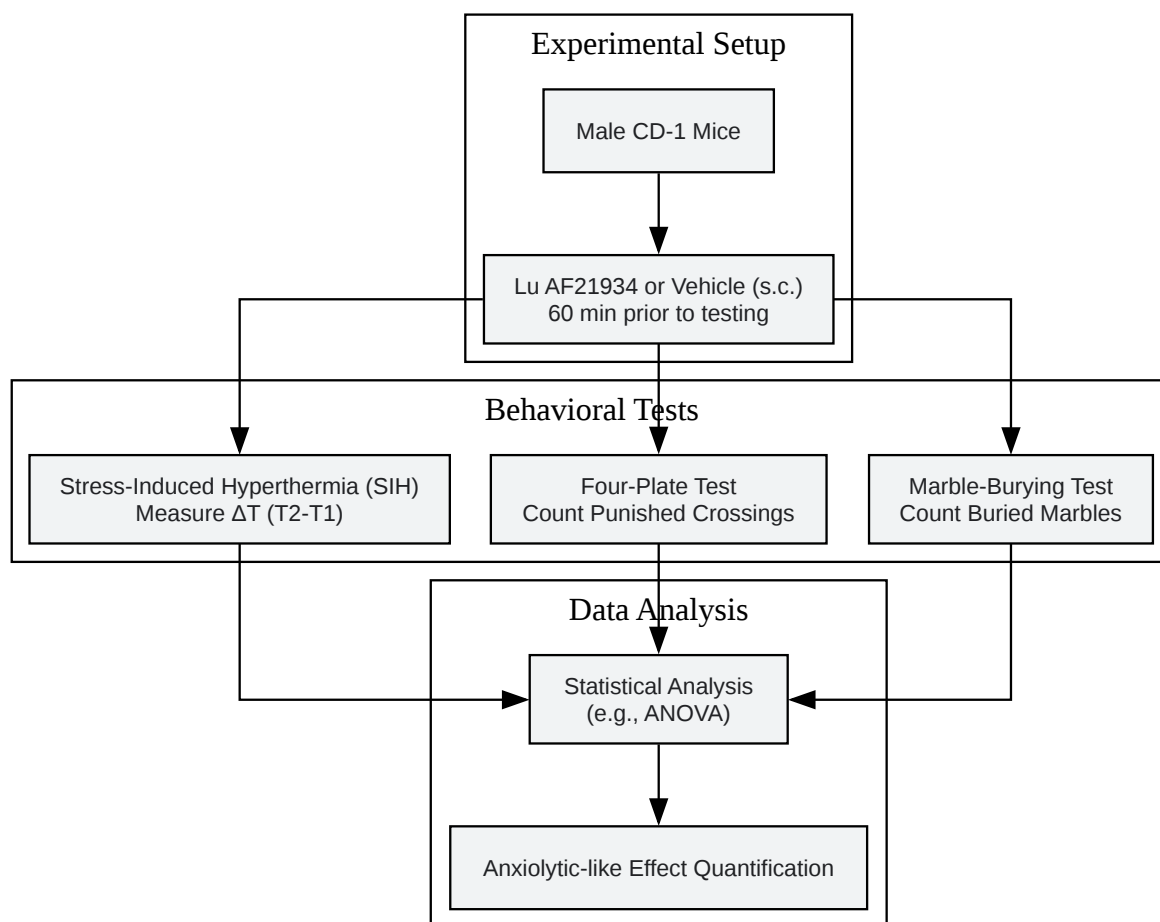 Experimental Setup
Male CD-1 Mice
Lu AF21934 or Vehicle (s.c.)
60 min prior to testing
Behavioral Tests
Stress-Induced Hyperthermia (SIH)
Measure ΔT (T2-T1)
Four-Plate Test
Count Punished Crossings
Marble-Burying Test
Count Buried Marbles
Data Analysis
Statistical Analysis
(e.g., ANOVA)
Anxiolytic-like Effect Quantification